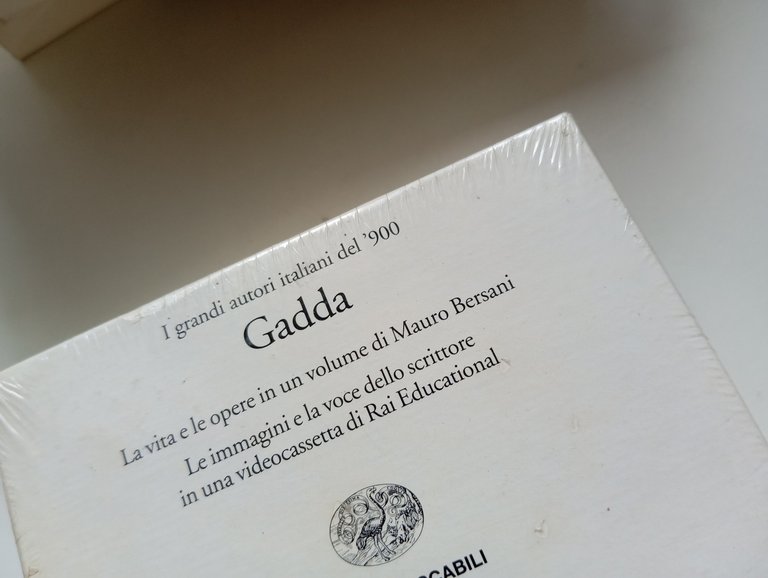 I grandi autori italiani del '900
Gadda
La vita e le opere in un volume di Mauro Bersani
Le immagini e la voce dello scrittore
in una videocassetta di Rai Educational